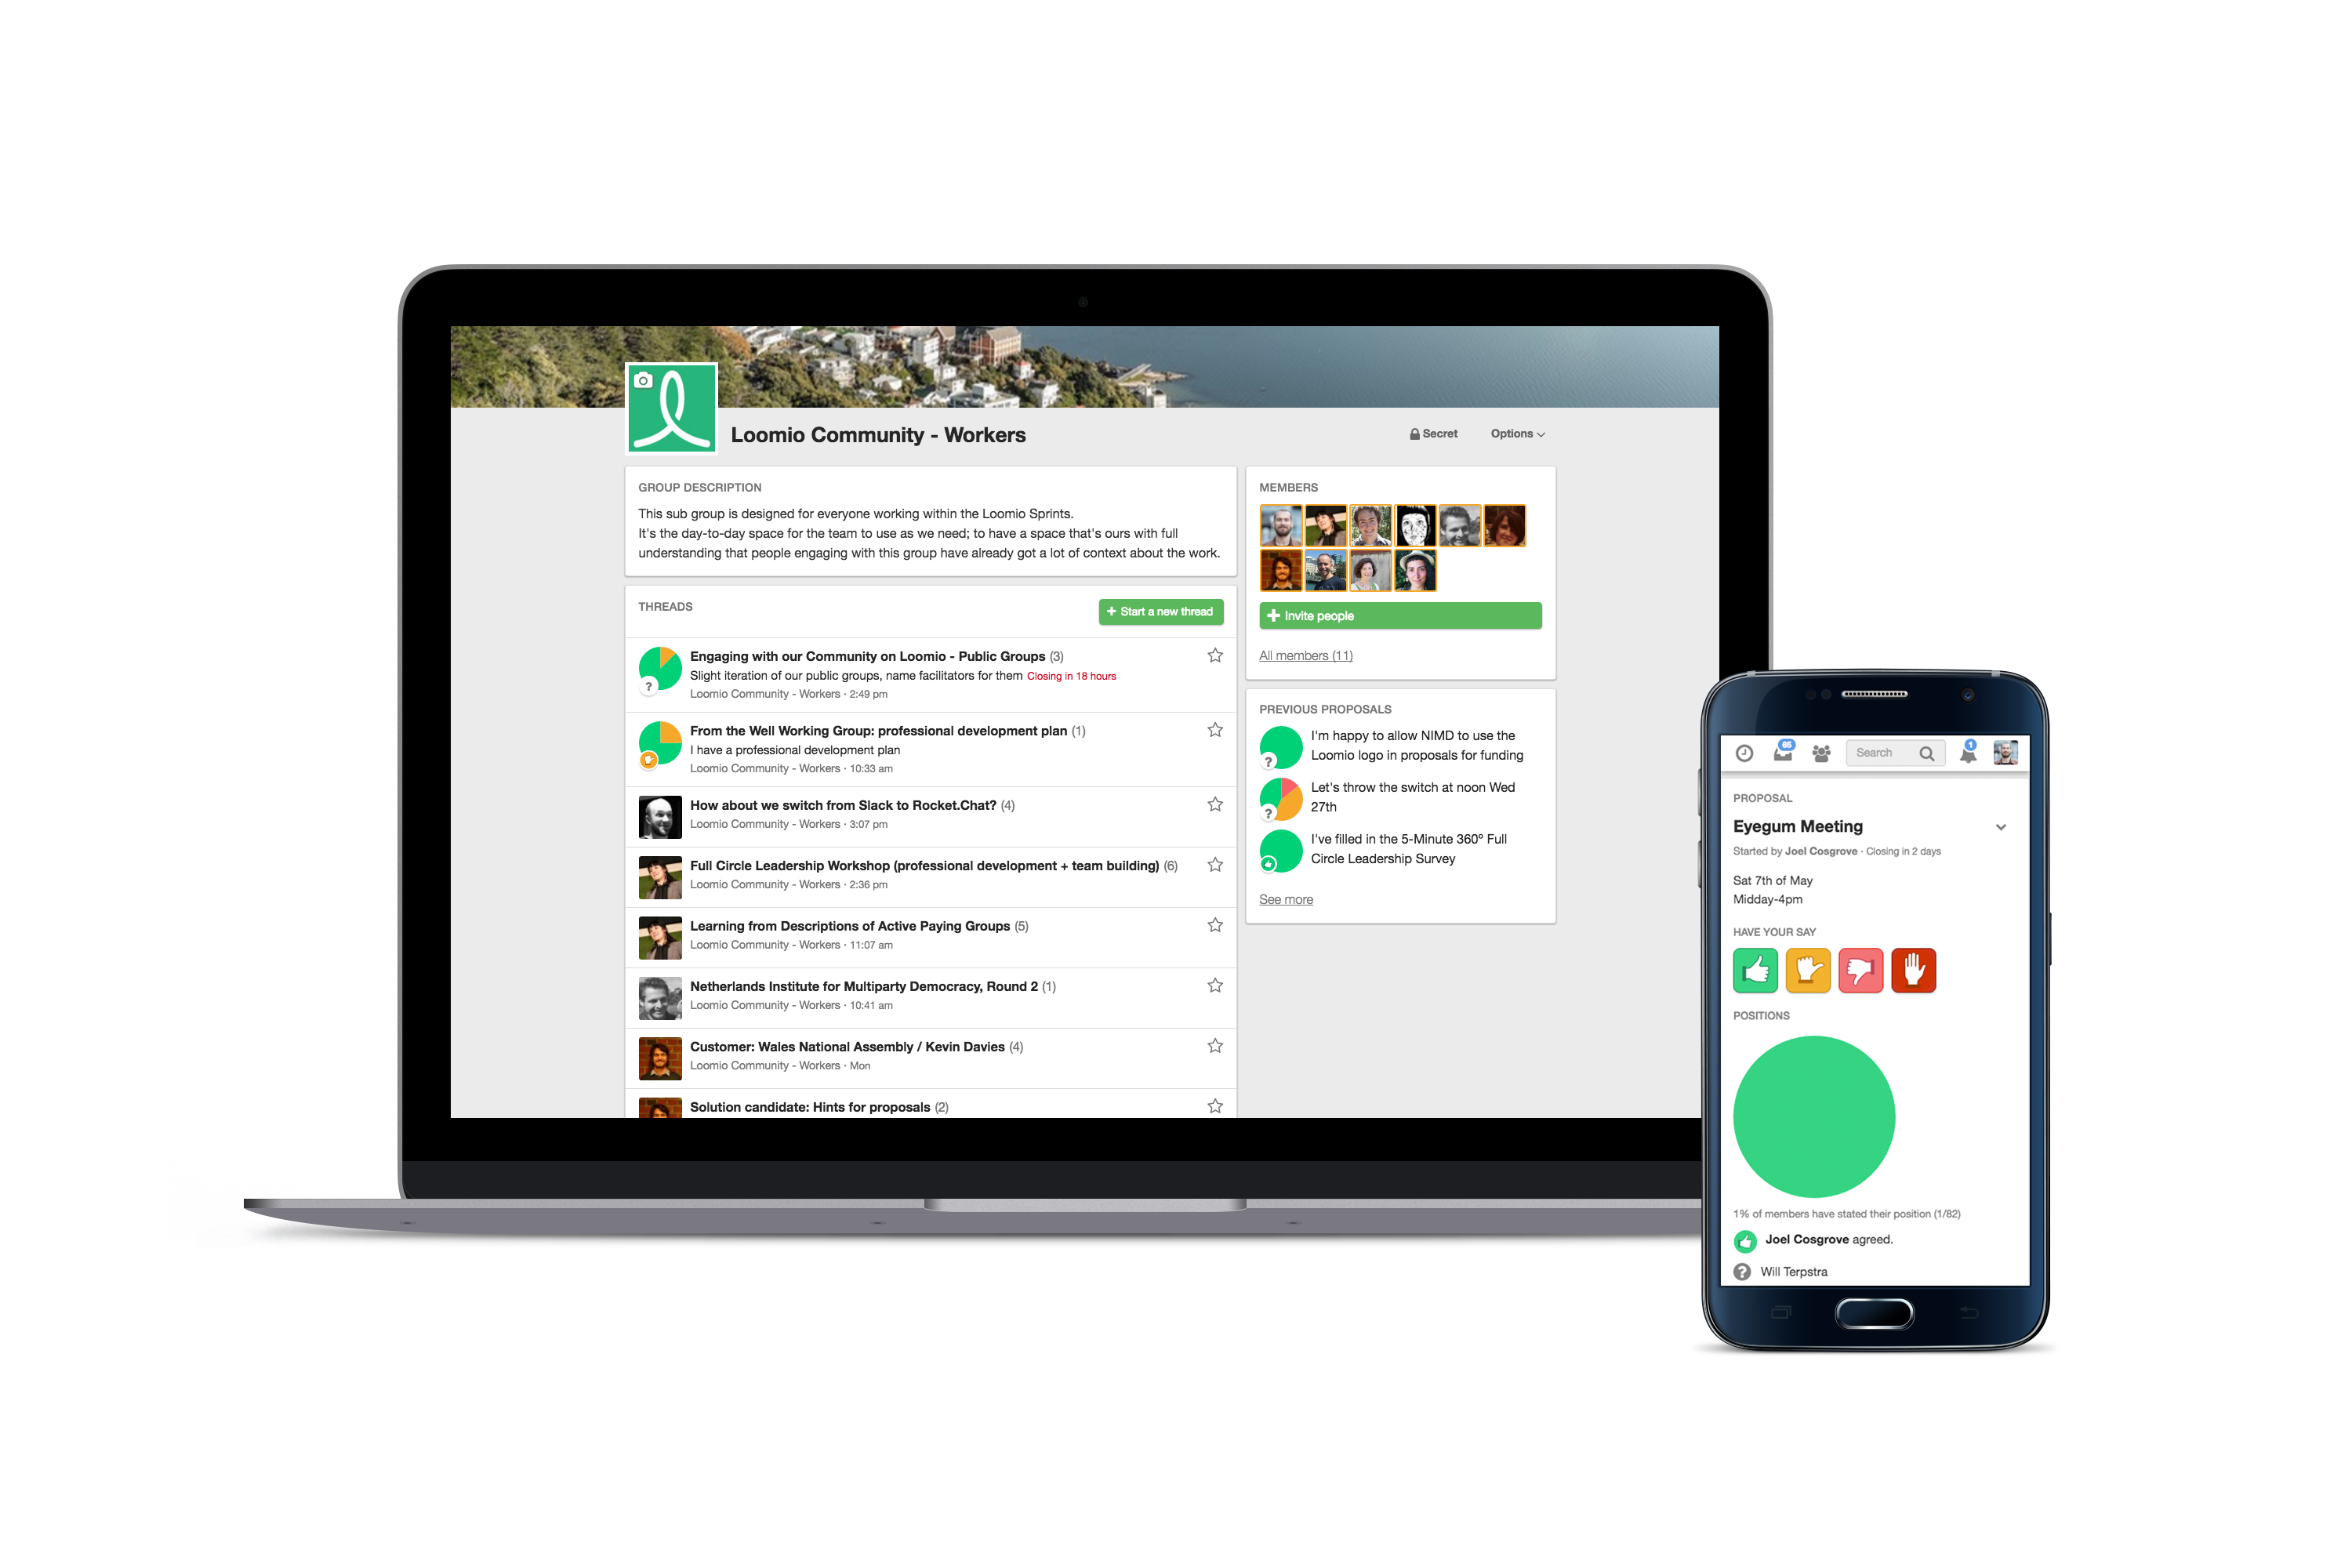 Loomio Community - Workers
Secret
Options
GROUP DESCRIPTION
This sub group is designed for everyone working within the Loomio Sprints.
It's the day-to-day space for the team to use as we need; to have a space that's ours with full
understanding that people engaging with this group have already got a lot of context about the work.
THREADS
+ Start a new thread
Engaging with our Community on Loomio - Public Groups (3)
Slight iteration of our public groups, name facilitators for them Closing in 18 hours
Loomio Community - Workers · 2:49 pm
?
From the Well Working Group: professional development plan (1)
I have a professional development plan
Loomio Community - Workers · 10:33 am
How about we switch from Slack to Rocket.Chat? (4)
Loomio Community - Workers · 3:07 pm
Full Circle Leadership Workshop (professional development + team building) (6)
Loomio Community - Workers · 2:36 pm
Learning from Descriptions of Active Paying Groups (5)
Loomio Community - Workers · 11:07 am
Netherlands Institute for Multiparty Democracy, Round 2 (1)
Loomio Community - Workers · 10:41 am
Customer: Wales National Assembly / Kevin Davies (4)
Loomio Community - Workers · Mon
Solution candidate: Hints for proposals (2)
MEMBERS
+ Invite people
All members (11)
PREVIOUS PROPOSALS
I'm happy to allow NIMD to use the
Loomio logo in proposals for funding
?
Let's throw the switch at noon Wed
27th
?
I've filled in the 5-Minute 360º Full
Circle Leadership Survey
See more
65
Search
1
PROPOSAL
Eyegum Meeting
Started by Joel Cosgrove · Closing in 2 days
Sat 7th of May
Midday-4pm
HAVE YOUR SAY
POSITIONS
1% of members have stated their position (1/82)
Joel Cosgrove agreed.
? Will Terpstra